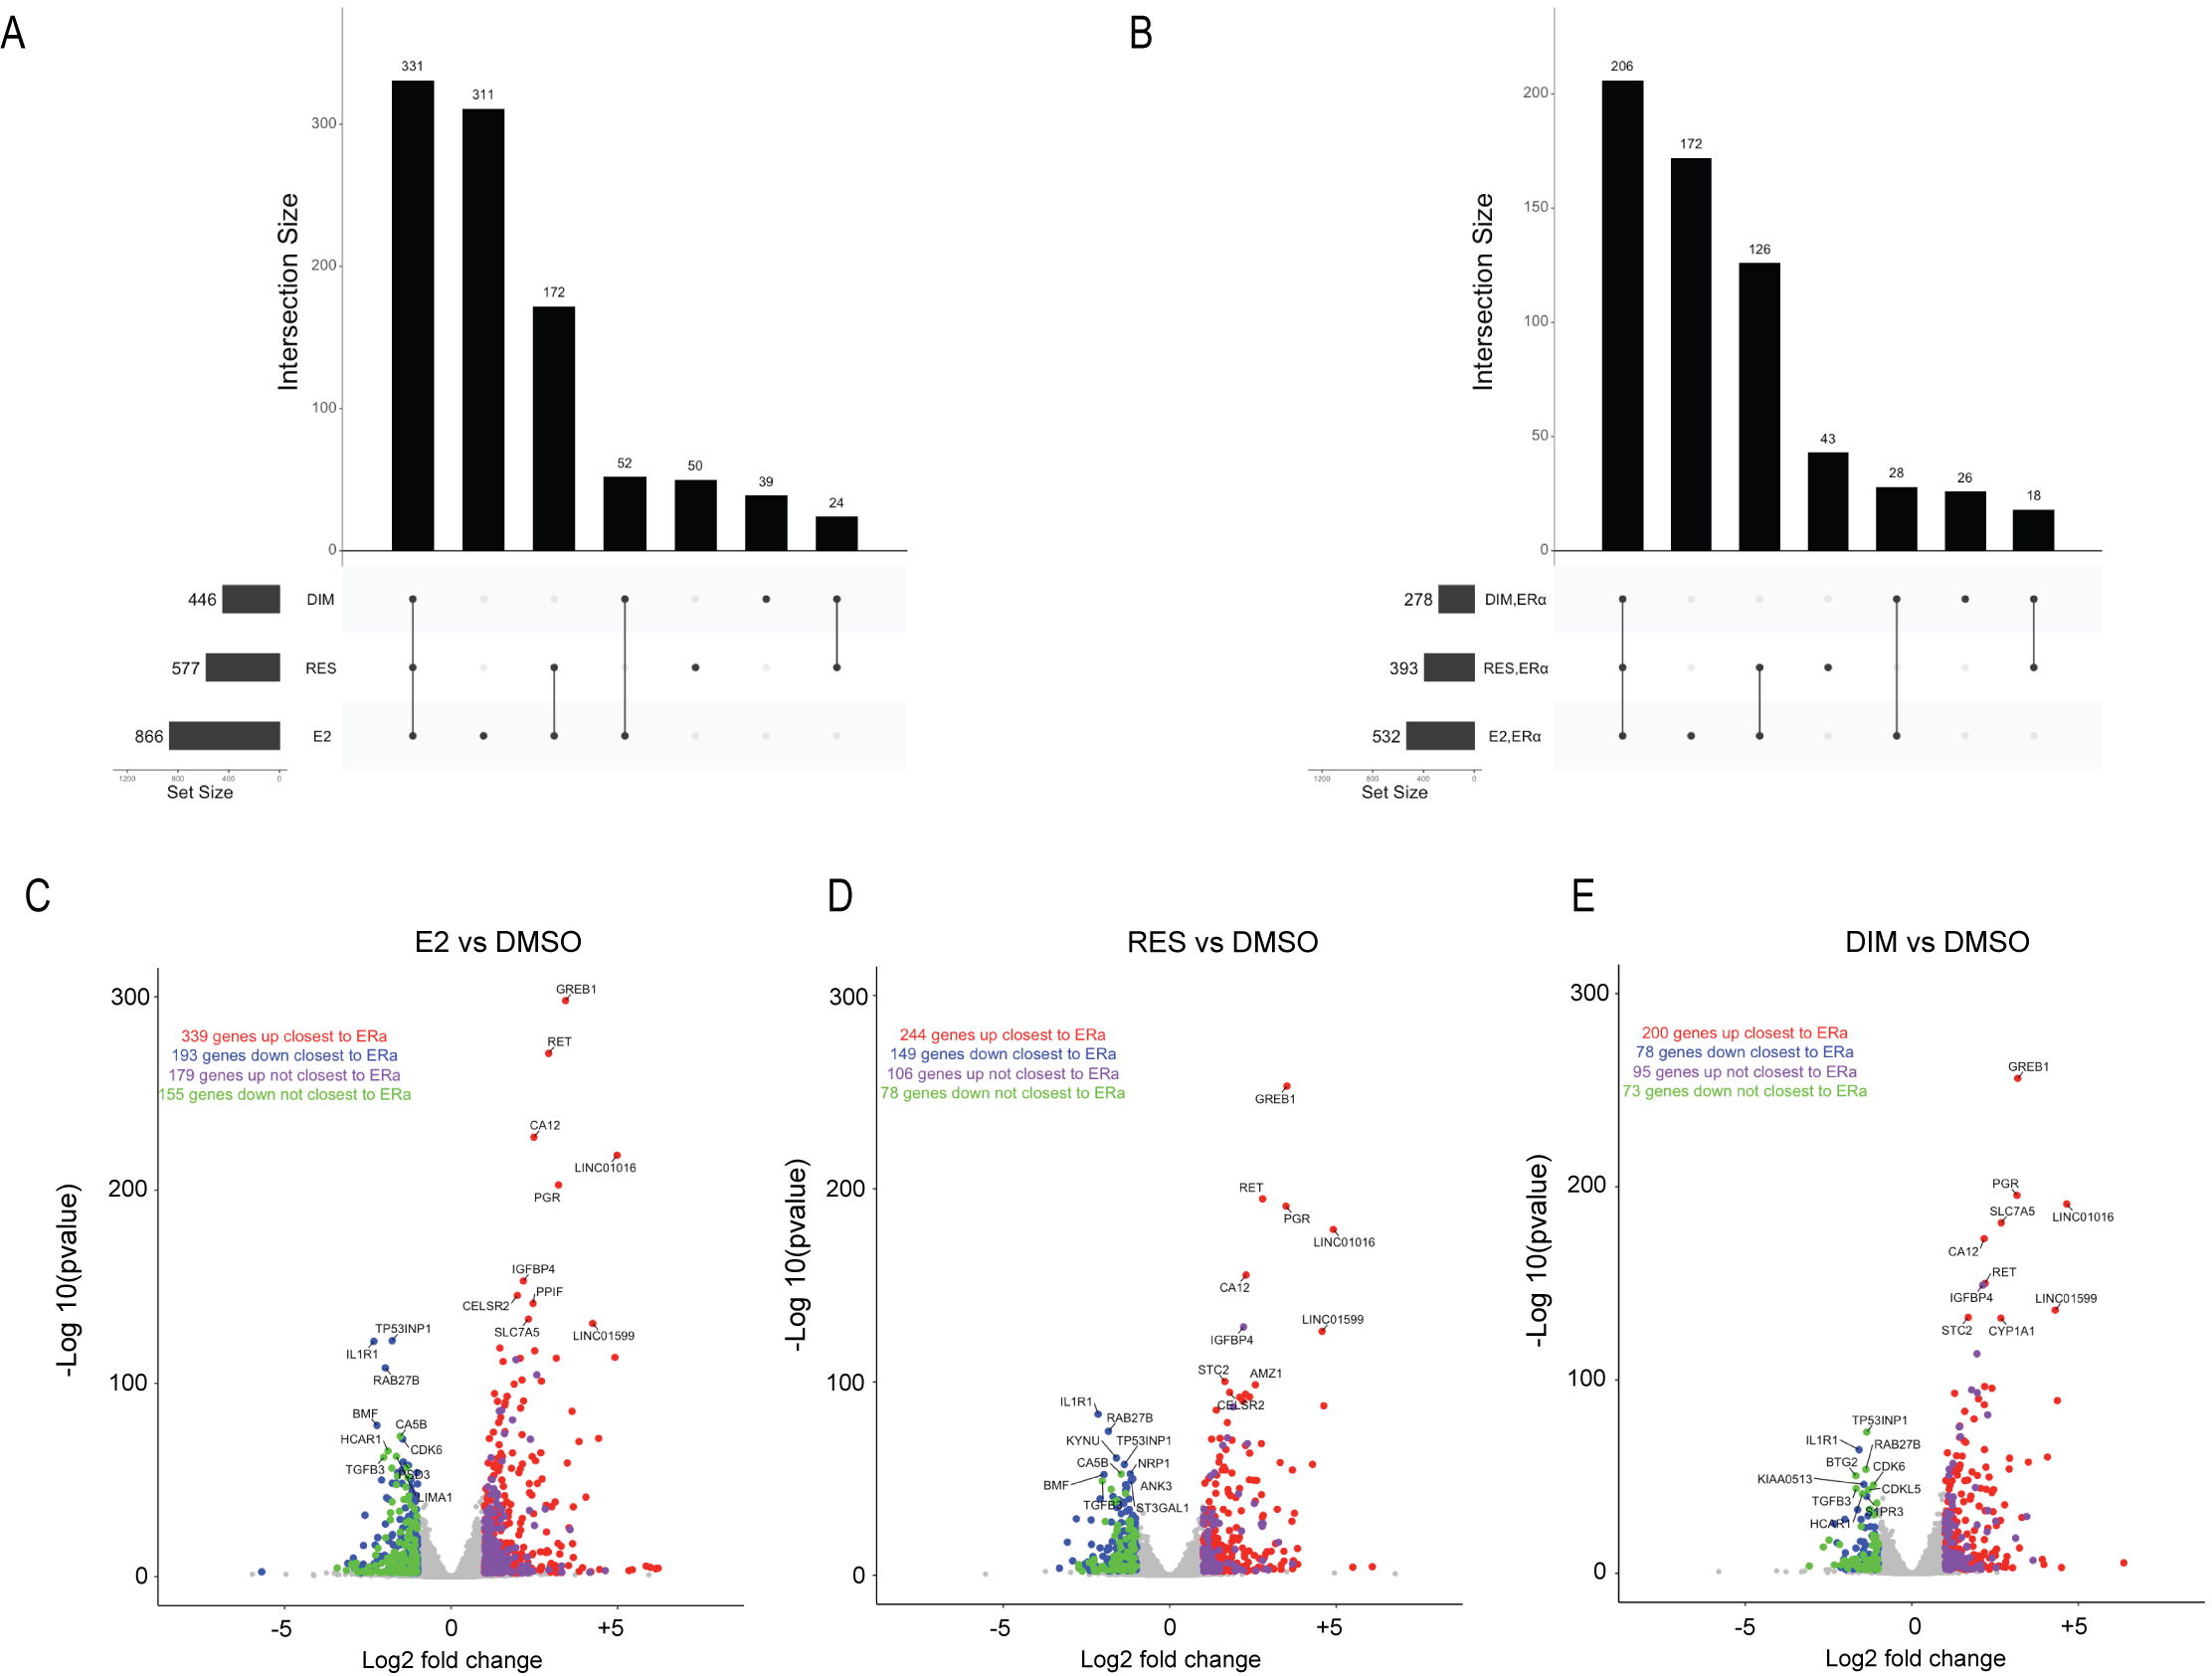 A
331
311
172
52
50
39
24
300
200
100
0
Intersection Size
446
DIM
577
RES
866
E2
1200
800
400
0
Set Size
B
206
172
126
43
28
26
18
200
150
100
50
0
Intersection Size
278
DIM,ERα
393
RES,ERα
532
E2,ERα
1200
800
400
0
Set Size
C
E2 vs DMSO
300
200
100
0
-Log 10(pvalue)
339 genes up closest to ERa
193 genes down closest to ERa
179 genes up not closest to ERa
155 genes down not closest to ERa
GREB1
RET
CA12
LINC01016
PGR
IGFBP4
PPIF
CELSR2
SLC7A5
LINC01599
TP53INP1
IL1R1
RAB27B
BMF
CA5B
HCAR1
CDK6
TGFB3
PSD3
LIMA1
-5
0
+5
Log2 fold change
D
RES vs DMSO
300
200
100
0
-Log 10(pvalue)
244 genes up closest to ERa
149 genes down closest to ERa
106 genes up not closest to ERa
78 genes down not closest to ERa
GREB1
RET
PGR
LINC01016
CA12
LINC01599
IGFBP4
STC2
AMZ1
CELSR2
IL1R1
RAB27B
KYNU
TP53INP1
CA5B
NRP1
BMF
ANK3
TGFB3
ST3GAL1
-5
0
+5
Log2 fold change
E
DIM vs DMSO
300
200
100
0
-Log 10(pvalue)
200 genes up closest to ERa
78 genes down closest to ERa
95 genes up not closest to ERa
73 genes down not closest to ERa
GREB1
PGR
SLC7A5
LINC01016
CA12
RET
IGFBP4
LINC01599
STC2
CYP1A1
TP53INP1
IL1R1
RAB27B
BTG2
CDK6
KIAA0513
CDKL5
TGFB3
S1PR3
HCAR1
-5
0
+5
Log2 fold change